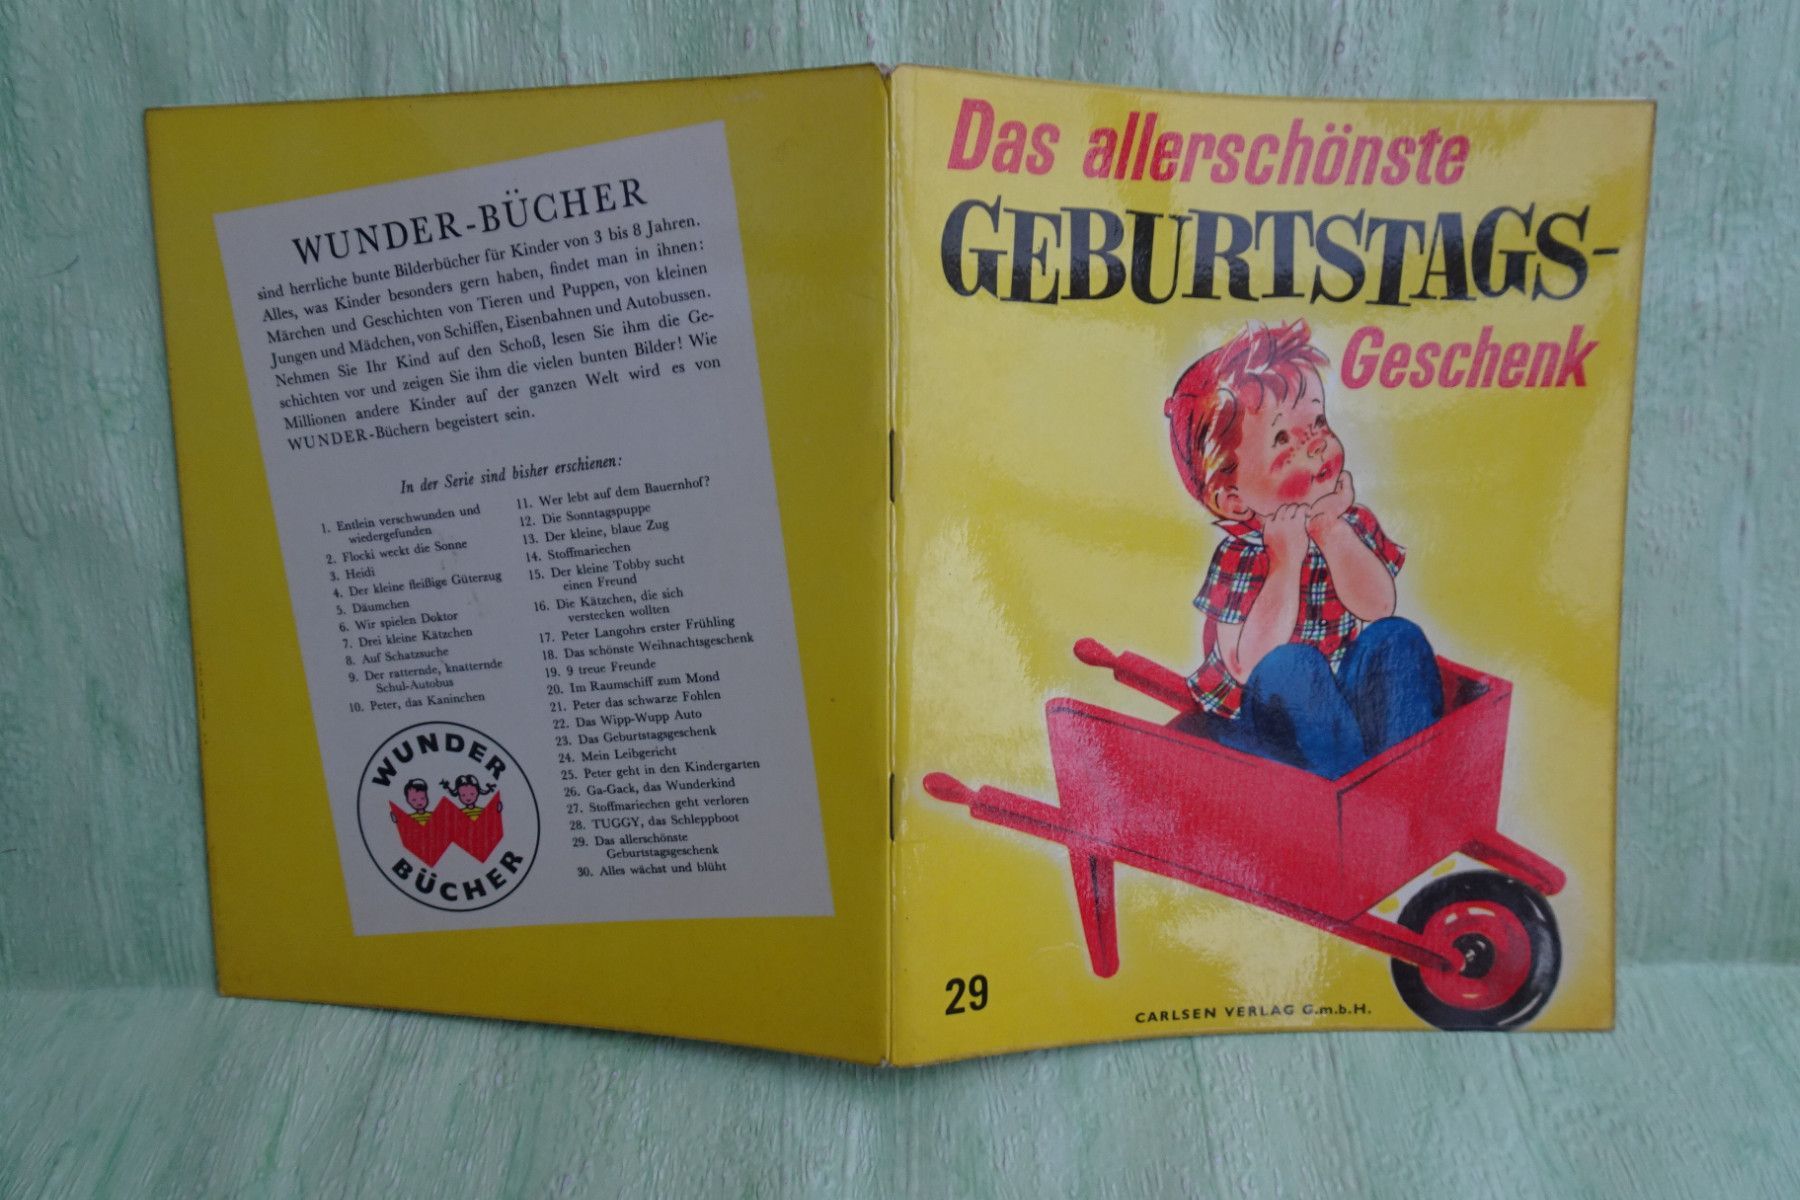 WUNDER-BÜCHER
sind herrliche bunte Bilderbücher für Kinder von 3 bis 8 Jahren.
Alles, was Kinder besonders gern haben, findet man in ihnen:
Märchen und Geschichten von Tieren und Puppen, von kleinen
Jungen und Mädchen, von Schiffen, Eisenbahnen und Autobussen.
Nehmen Sie Ihr Kind auf den Schoß, lesen Sie ihm die Ge-
schichten vor und zeigen Sie ihm die vielen bunten Bilder! Wie
Millionen andere Kinder auf der ganzen Welt wird es von
WUNDER-Büchern begeistert sein.
In der Serie sind bisher erschienen:
1. Entlein verschwunden und
wiedergefunden
2. Flocki weckt die Sonne
3. Heidi
4. Der kleine fleißige Güterzug
5. Däumchen
6. Wir spielen Doktor
7. Drei kleine Kätzchen
8. Auf Schatzsuche
9. Der ratternde, knatternde
Schul-Autobus
10. Peter, das Kaninchen
11. Wer lebt auf dem Bauernhof?
12. Die Sonntagspuppe
13. Der kleine, blaue Zug
14. Stoffmariechen
15. Der kleine Tobby sucht
einen Freund
16. Die Kätzchen, die sich
verstecken wollten
17. Peter Langohrs erster Frühling
18. Das schönste Weihnachtsgeschenk
19. 9 treue Freunde
20. Im Raumschiff zum Mond
21. Peter das schwarze Fohlen
22. Das Wipp-Wupp Auto
23. Das Geburtstagsgeschenk
24. Mein Leibgericht
25. Peter geht in den Kindergarten
26. Ga-Gack, das Wunderkind
27. Stoffmariechen geht verloren
28. TUGGY, das Schleppboot
29. Das allerschönste
Geburtstagsgeschenk
30. Alles wächst und blüht
WUNDER
BÜCHER
Das allerschönste
GEBURTSTAGS-
Geschenk
29
CARLSEN VERLAG G.m.b.H.